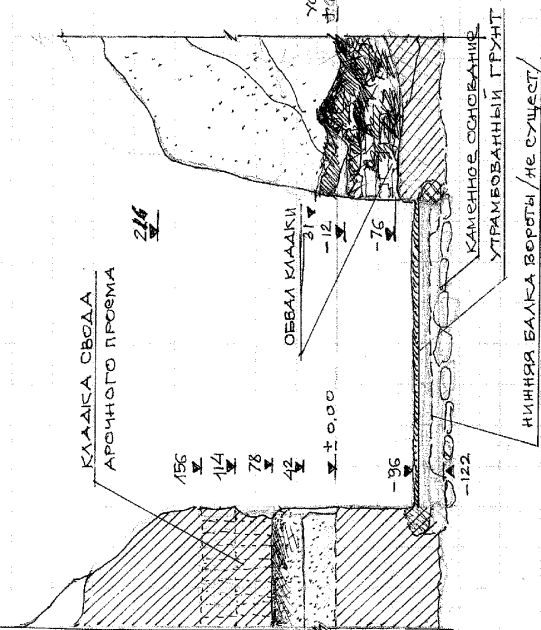 КЛАДКА СВОДА
АРОЧНОГО ПРОЕМА
156
114
78
42
± 0,00
-96
-122
ОБВАЛ КЛАДКИ
31
-12
-76
КАМЕННОЕ ОСНОВАНИЕ
УТРАМБОВАННЫЙ ГРУНТ
НИЖНЯЯ БАЛКА ВОРОТЫ /НЕ СУЩЕСТ/